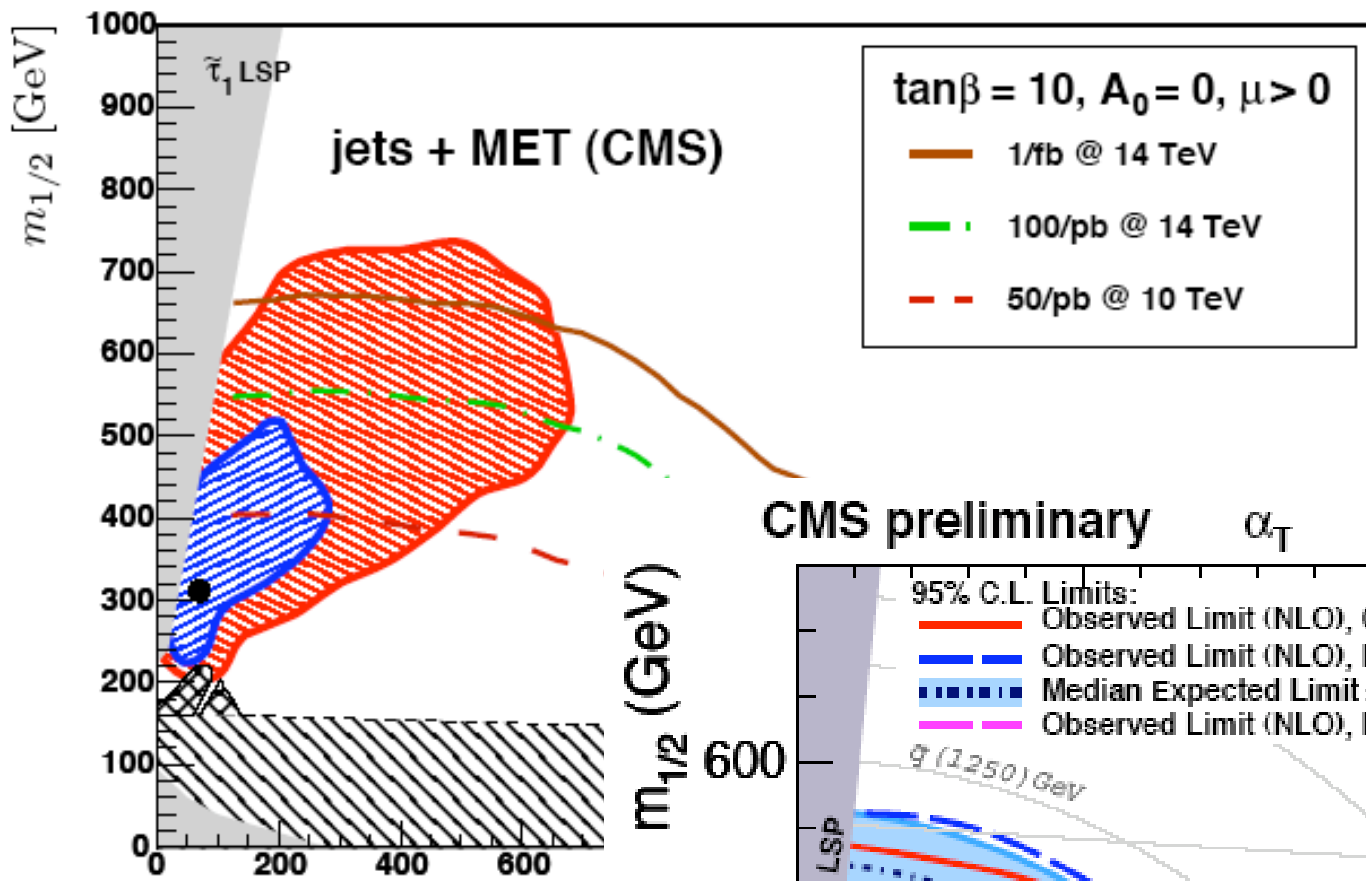 m1/2 [GeV]
1000
900
800
700
600
500
400
300
200
100
0
0 200 400 600
τ̃1 LSP
jets + MET (CMS)
tanβ = 10, A0 = 0, μ > 0
1/fb @ 14 TeV
100/pb @ 14 TeV
50/pb @ 10 TeV
CMS preliminary αT
m1/2 (GeV)
600
95% C.L. Limits:
Observed Limit (NLO),
Observed Limit (NLO),
Median Expected Limit
Observed Limit (NLO),
q̃(1250)GeV
LSP